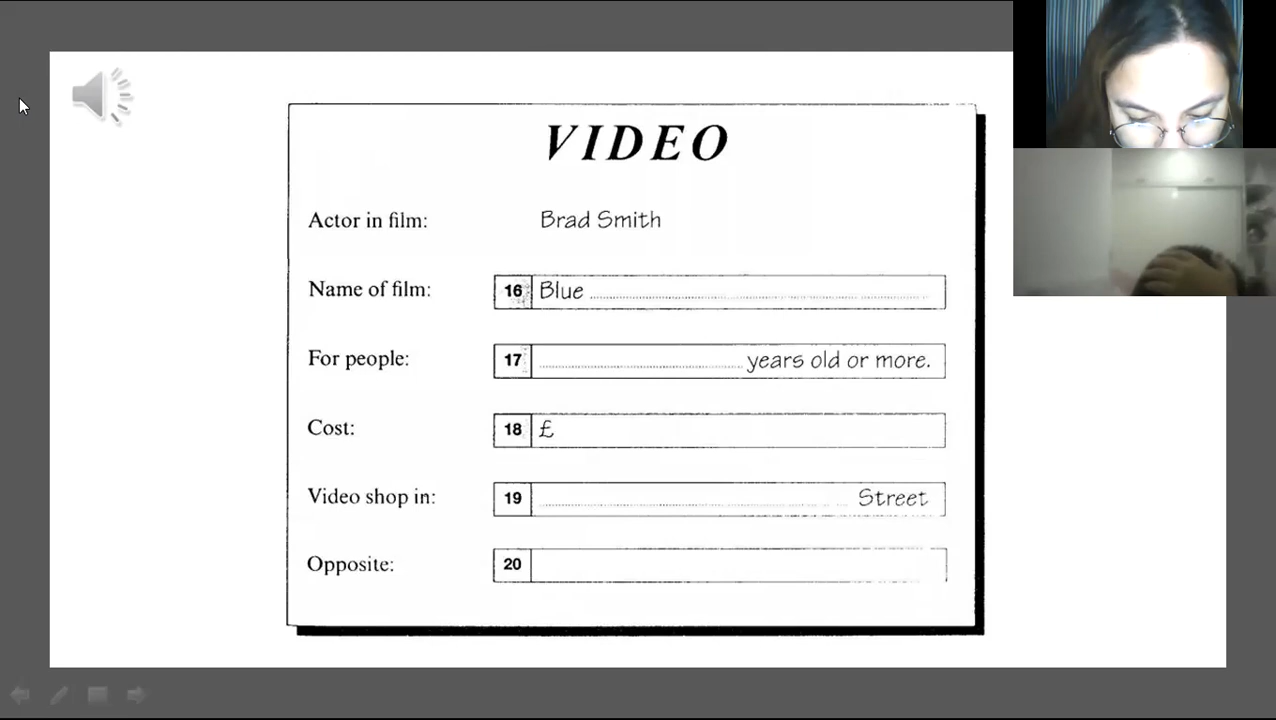 VIDEO
Actor in film: Brad Smith
Name of film: 16 Blue
For people: 17 years old or more.
Cost: 18 £
Video shop in: 19 Street
Opposite: 20